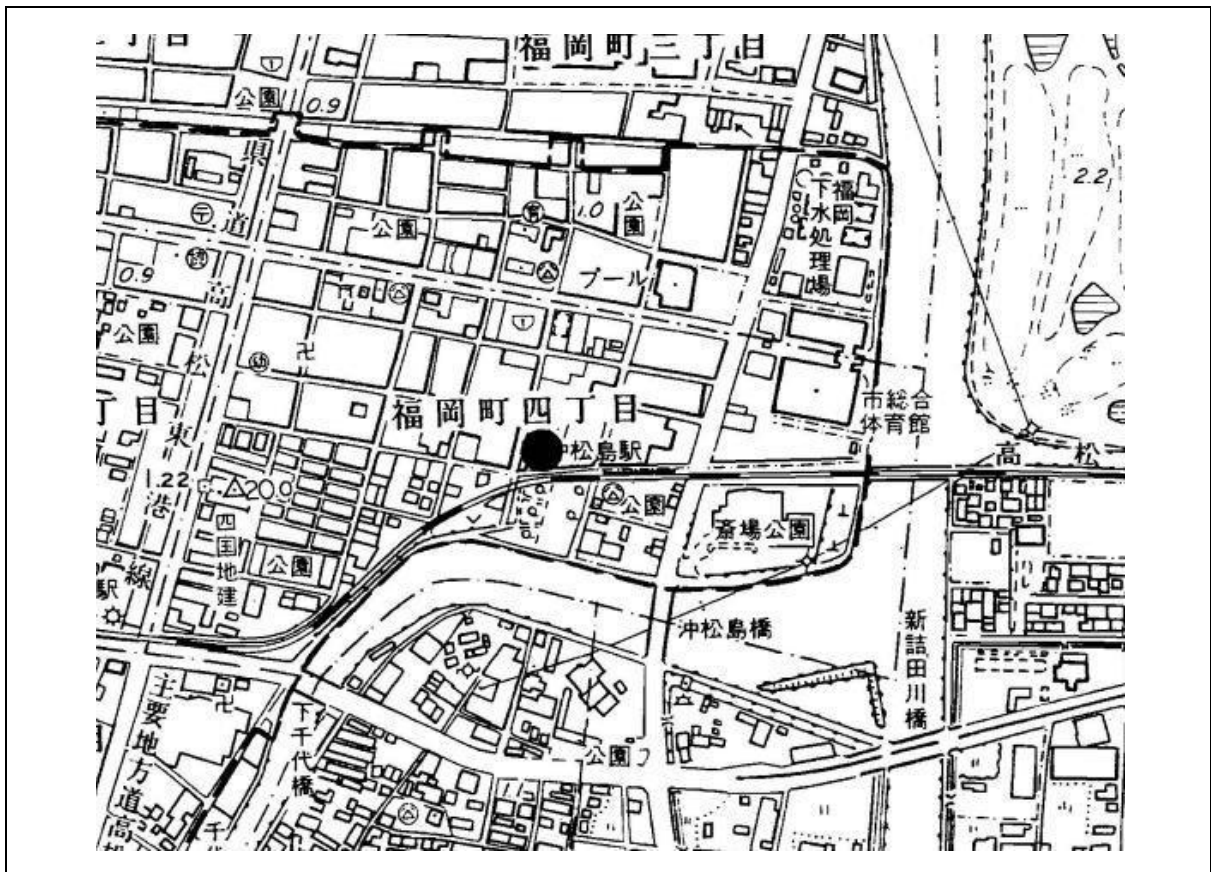 福岡町三丁目
丁目
公園
0.9
県道高松東港線
2.2
福岡下水処理場
公園
公園
1.0
プール
0.9
公園
市総合
体育館
丁目
福岡町四丁目
沖松島駅
高松
1.22
20.0
四国地建
公園
公園
斎場公園
駅
沖松島橋
新詰田川橋
主要地方道高松
下千代橋
公園
千代